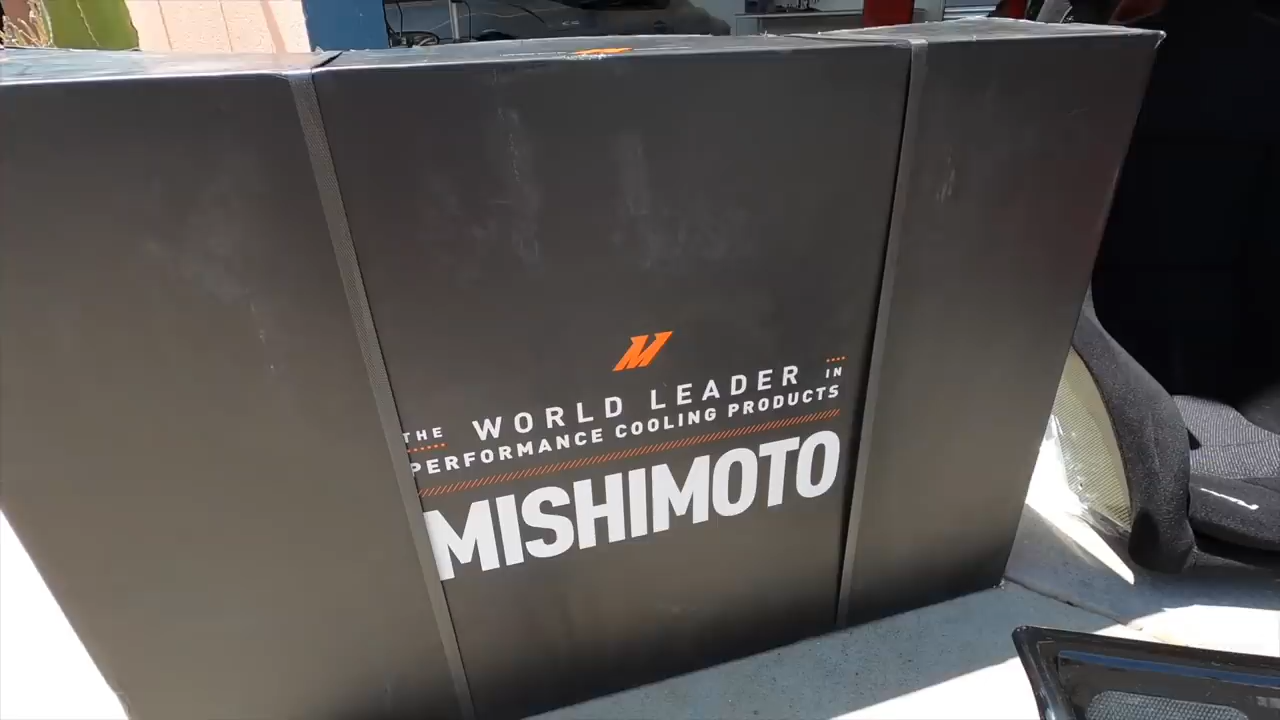 THE WORLD LEADER IN
PERFORMANCE COOLING PRODUCTS
MISHIMOTO